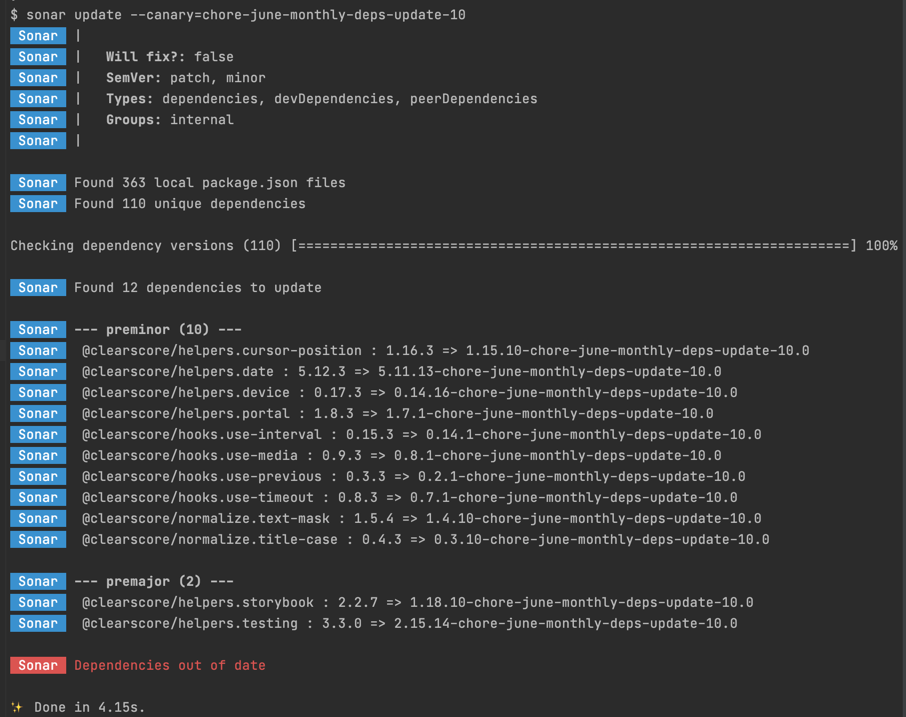 $ sonar update --canary=chore-june-monthly-deps-update-10
Sonar |
Sonar |   Will fix?: false
Sonar |   SemVer: patch, minor
Sonar |   Types: dependencies, devDependencies, peerDependencies
Sonar |   Groups: internal
Sonar |
Sonar Found 363 local package.json files
Sonar Found 110 unique dependencies
Checking dependency versions (110) [=====================================================================] 100%
Sonar Found 12 dependencies to update
Sonar --- preminor (10) ---
Sonar  @clearscore/helpers.cursor-position : 1.16.3 => 1.15.10-chore-june-monthly-deps-update-10.0
Sonar  @clearscore/helpers.date : 5.12.3 => 5.11.13-chore-june-monthly-deps-update-10.0
Sonar  @clearscore/helpers.device : 0.17.3 => 0.14.16-chore-june-monthly-deps-update-10.0
Sonar  @clearscore/helpers.portal : 1.8.3 => 1.7.1-chore-june-monthly-deps-update-10.0
Sonar  @clearscore/hooks.use-interval : 0.15.3 => 0.14.1-chore-june-monthly-deps-update-10.0
Sonar  @clearscore/hooks.use-media : 0.9.3 => 0.8.1-chore-june-monthly-deps-update-10.0
Sonar  @clearscore/hooks.use-previous : 0.3.3 => 0.2.1-chore-june-monthly-deps-update-10.0
Sonar  @clearscore/hooks.use-timeout : 0.8.3 => 0.7.1-chore-june-monthly-deps-update-10.0
Sonar  @clearscore/normalize.text-mask : 1.5.4 => 1.4.10-chore-june-monthly-deps-update-10.0
Sonar  @clearscore/normalize.title-case : 0.4.3 => 0.3.10-chore-june-monthly-deps-update-10.0
Sonar --- premajor (2) ---
Sonar  @clearscore/helpers.storybook : 2.2.7 => 1.18.10-chore-june-monthly-deps-update-10.0
Sonar  @clearscore/helpers.testing : 3.3.0 => 2.15.14-chore-june-monthly-deps-update-10.0
Sonar Dependencies out of date
✨ Done in 4.15s.